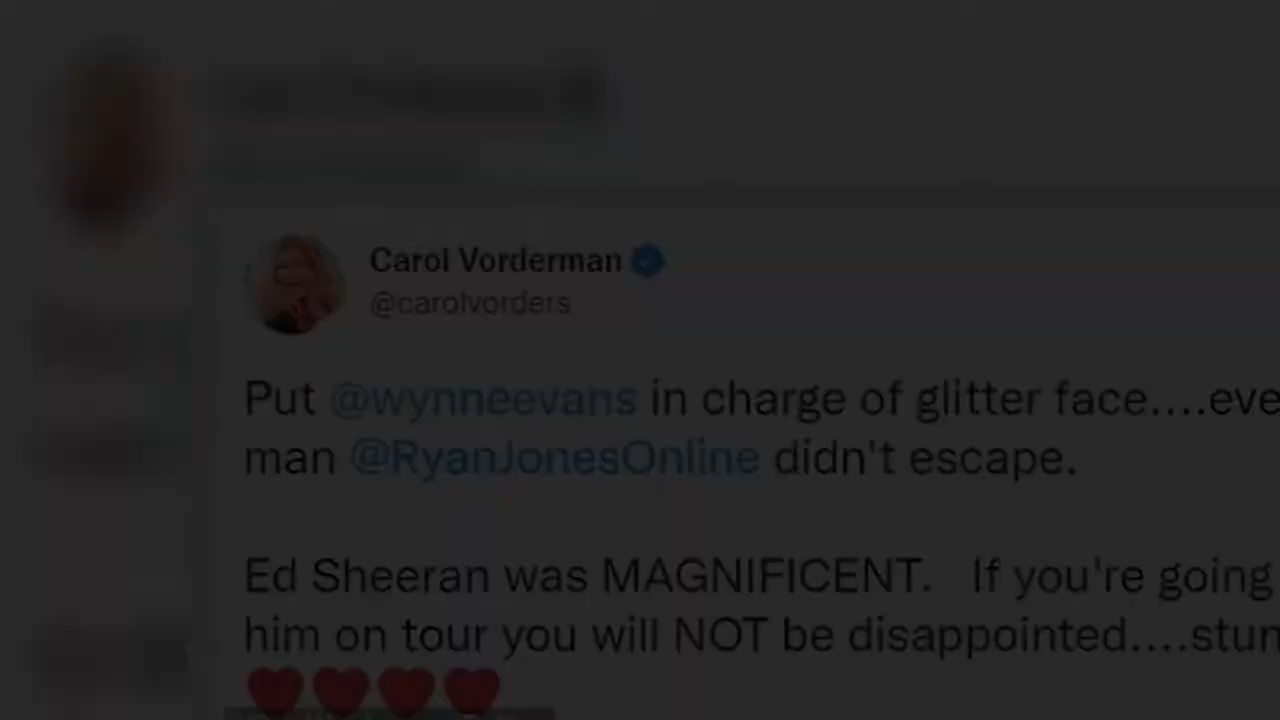 Carol Vorderman
@carolvorders
Put @wynneevans in charge of glitter face....eve
man @RyanJonesOnline didn't escape.
Ed Sheeran was MAGNIFICENT. If you're going
him on tour you will NOT be disappointed....stun